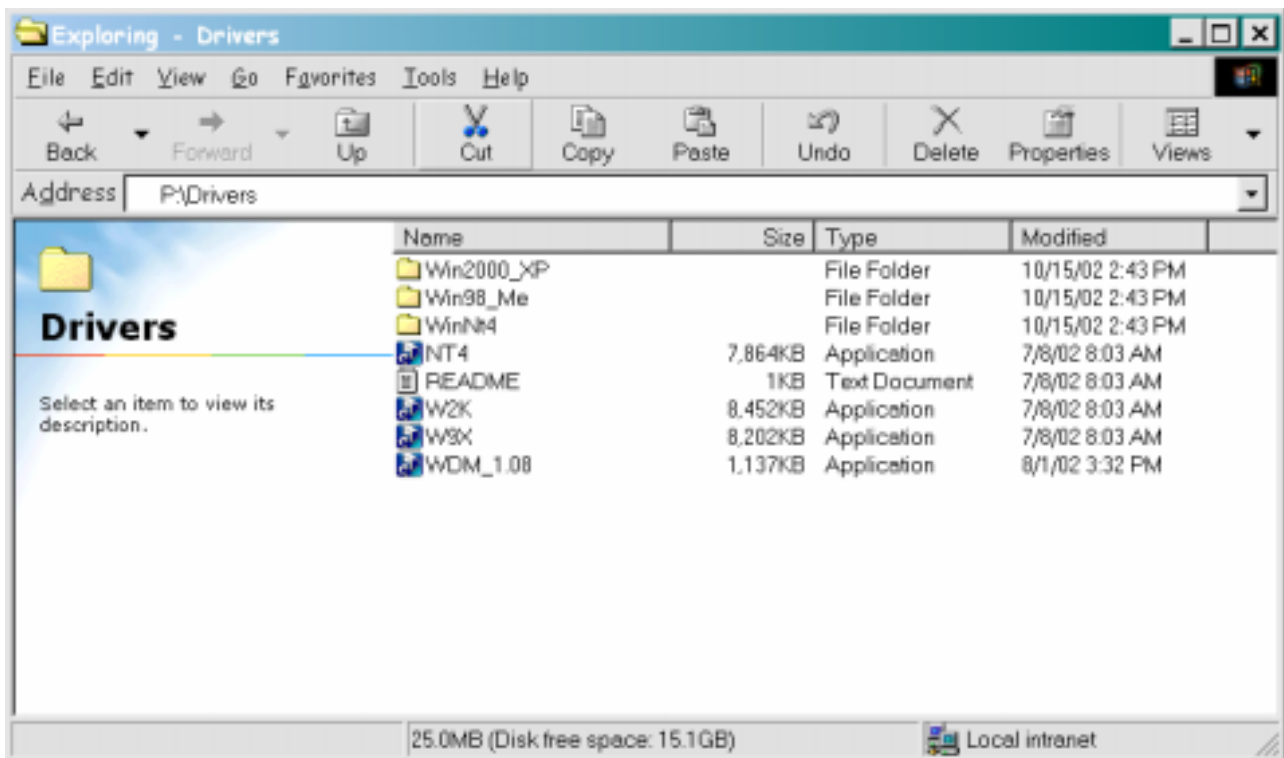 Exploring - Drivers
File Edit View Go Favorites Tools Help
Back Forward Up Cut Copy Paste Undo Delete Properties Views
Address P:\Drivers
Name Size Type Modified
Win2000_XP File Folder 10/15/02 2:43 PM
Win98_Me File Folder 10/15/02 2:43 PM
WinNt4 File Folder 10/15/02 2:43 PM
NT4 7,864KB Application 7/8/02 8:03 AM
README 1KB Text Document 7/8/02 8:03 AM
W2K 8,452KB Application 7/8/02 8:03 AM
W9X 8,202KB Application 7/8/02 8:03 AM
WDM_1.08 1,137KB Application 8/1/02 3:32 PM
Drivers
Select an item to view its
description.
25.0MB (Disk free space: 15.1GB) Local intranet